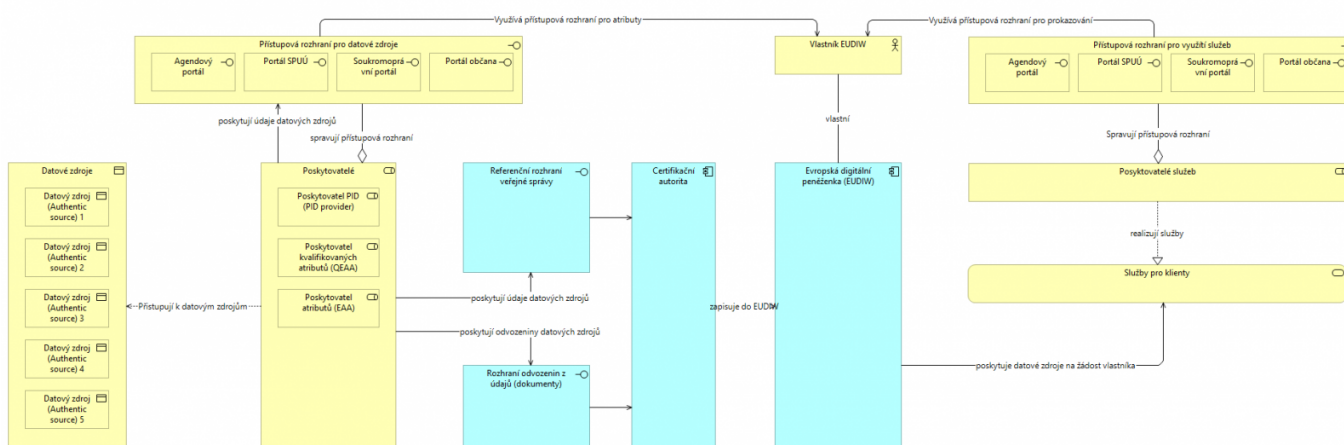 Využívá přístupová rozhraní pro atributy
Využívá přístupová rozhraní pro prokazování
Přístupová rozhraní pro datové zdroje
Agendový
portál
Portál SPUÚ
Soukromoprá
vní portál
Portál občana
Vlastník EUDIW
Přístupová rozhraní pro využití služeb
Agendový
portál
Portál SPUÚ
Soukromoprá
vní portál
Portál občana
poskytují údaje datových zdrojů
spravují přístupová rozhraní
vlastní
Spravují přístupová rozhraní
Datové zdroje
Datový zdroj
(Authentic
source) 1
Datový zdroj
(Authentic
source) 2
Datový zdroj
(Authentic
source) 3
Datový zdroj
(Authentic
source) 4
Datový zdroj
(Authentic
source) 5
Přistupují k datovým zdrojům
Poskytovatelé
Poskytovatel PID
(PID provider)
Poskytovatel
kvalifikovaných
atributů (QEAA)
Poskytovatel
atributů (EAA)
Referenční rozhraní
veřejné správy
poskytují údaje datových zdrojů
poskytují odvozeniny datových zdrojů
Rozhraní odvozenin z
údajů (dokumenty)
Certifikační
autorita
zapisuje do EUDIW
Evropská digitální
peněženka (EUDIW)
Posyktovatelé služeb
realizují služby
Služby pro klienty
poskytuje datové zdroje na žádost vlastníka